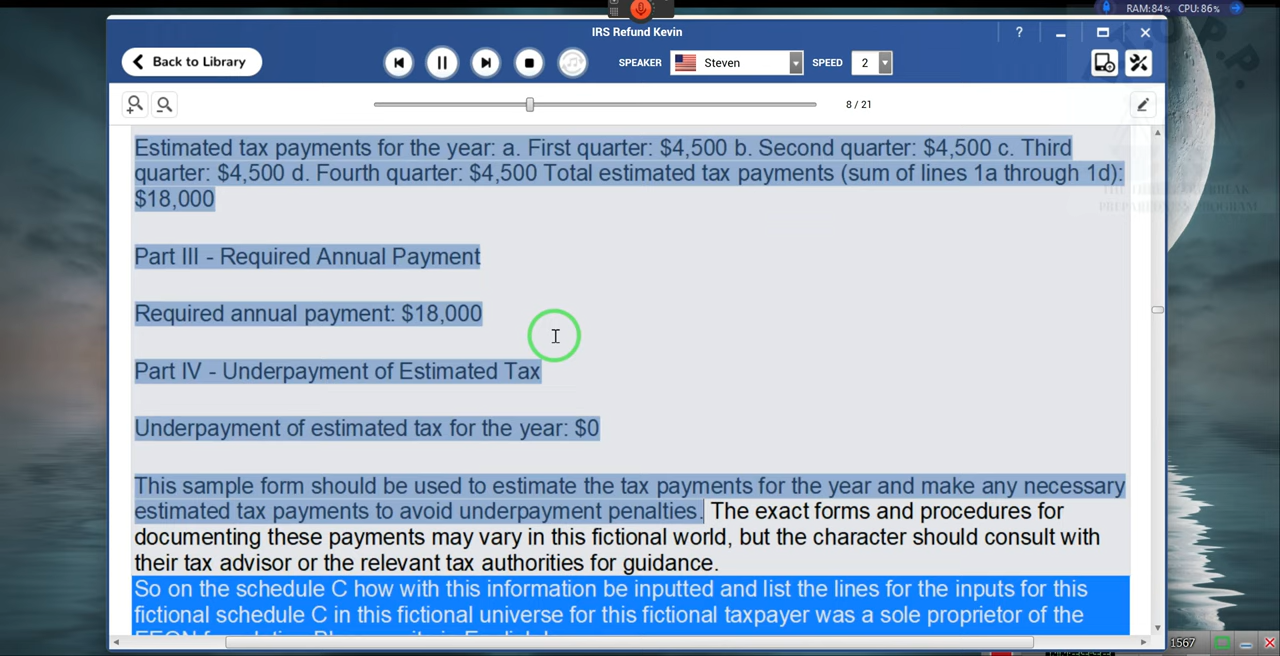 RAM:84% CPU:86%
IRS Refund Kevin
?
Back to Library
SPEAKER
Steven
SPEED
2
8 / 21
Estimated tax payments for the year: a. First quarter: $4,500 b. Second quarter: $4,500 c. Third
quarter: $4,500 d. Fourth quarter: $4,500 Total estimated tax payments (sum of lines 1a through 1d):
$18,000
Part III - Required Annual Payment
Required annual payment: $18,000
Part IV - Underpayment of Estimated Tax
Underpayment of estimated tax for the year: $0
This sample form should be used to estimate the tax payments for the year and make any necessary
estimated tax payments to avoid underpayment penalties. The exact forms and procedures for
documenting these payments may vary in this fictional world, but the character should consult with
their tax advisor or the relevant tax authorities for guidance.
So on the schedule C how with this information be inputted and list the lines for the inputs for this
fictional schedule C in this fictional universe for this fictional taxpayer was a sole proprietor of the
1567